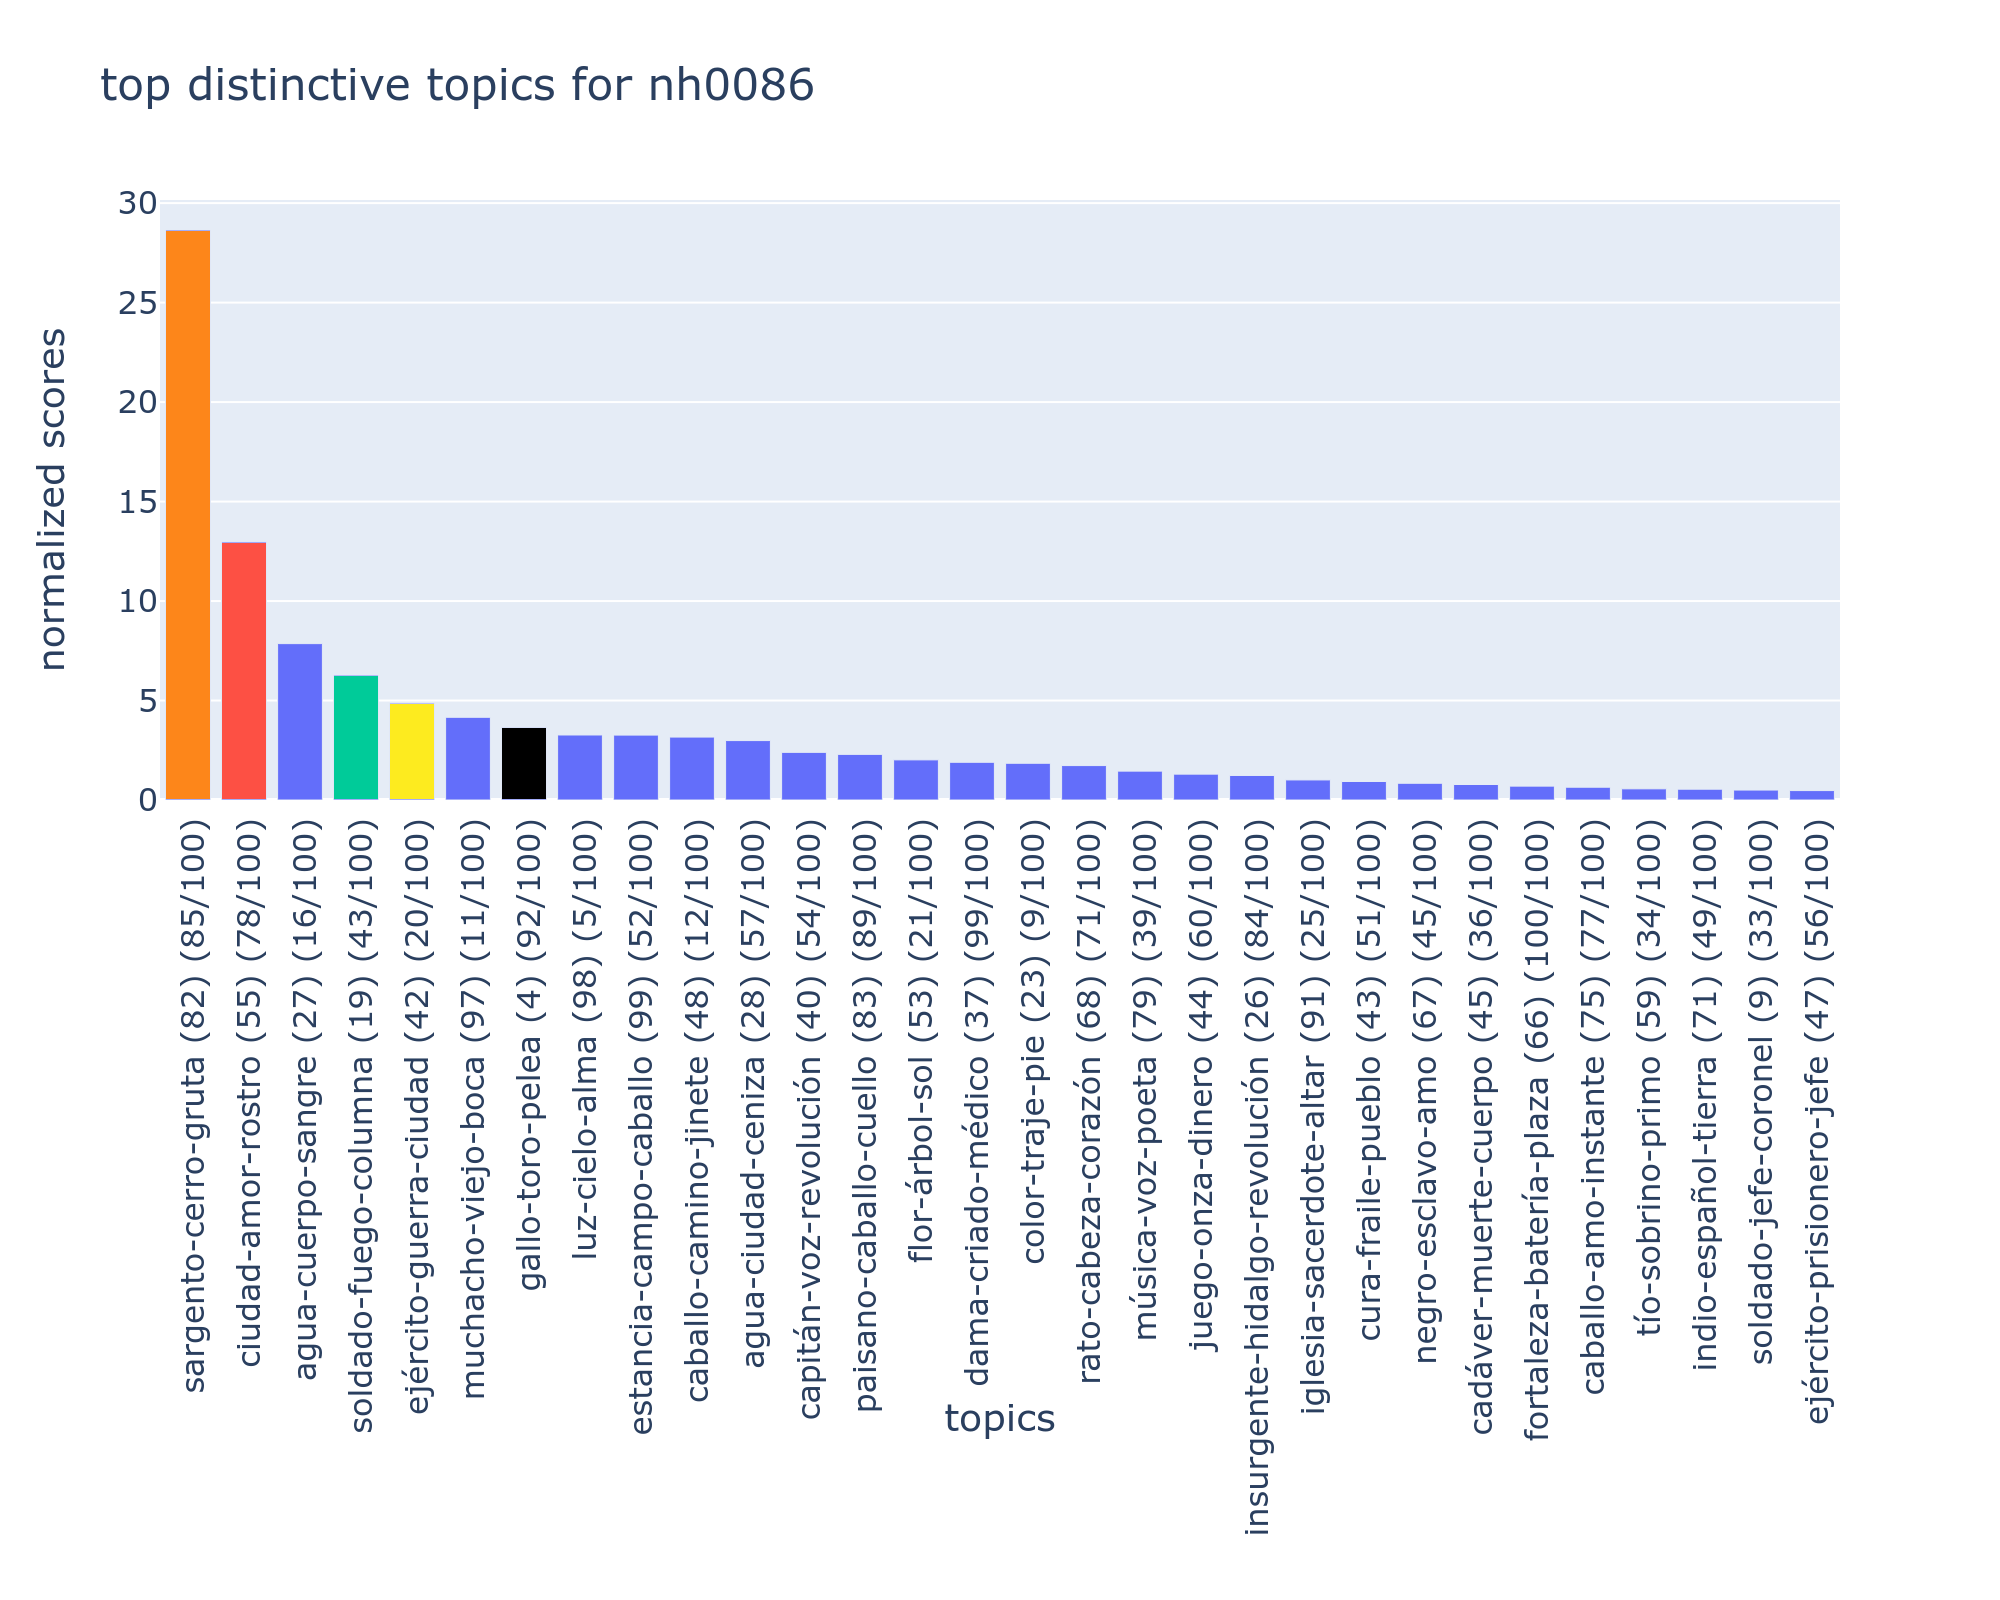 top distinctive topics for nh0086
normalized scores
30
25
20
15
10
5
0
sargento-cerro-gruta (82) (85/100)
ciudad-amor-rostro (55) (78/100)
agua-cuerpo-sangre (27) (16/100)
soldado-fuego-columna (19) (43/100)
ejército-guerra-ciudad (42) (20/100)
muchacho-viejo-boca (97) (11/100)
gallo-toro-pelea (4) (92/100)
luz-cielo-alma (98) (5/100)
estancia-campo-caballo (99) (52/100)
caballo-camino-jinete (48) (12/100)
agua-ciudad-ceniza (28) (57/100)
capitán-voz-revolución (40) (54/100)
paisano-caballo-cuello (83) (89/100)
flor-árbol-sol (53) (21/100)
dama-criado-médico (37) (99/100)
color-traje-pie (23) (9/100)
rato-cabeza-corazón (68) (71/100)
música-voz-poeta (79) (39/100)
juego-onza-dinero (44) (60/100)
insurgente-hidalgo-revolución (26) (84/100)
iglesia-sacerdote-altar (91) (25/100)
cura-fraile-pueblo (43) (51/100)
negro-esclavo-amo (67) (45/100)
cadáver-muerte-cuerpo (45) (36/100)
fortaleza-batería-plaza (66) (100/100)
caballo-amo-instante (75) (77/100)
tío-sobrino-primo (59) (34/100)
indio-español-tierra (71) (49/100)
soldado-jefe-coronel (9) (33/100)
ejército-prisionero-jefe (47) (56/100)
topics